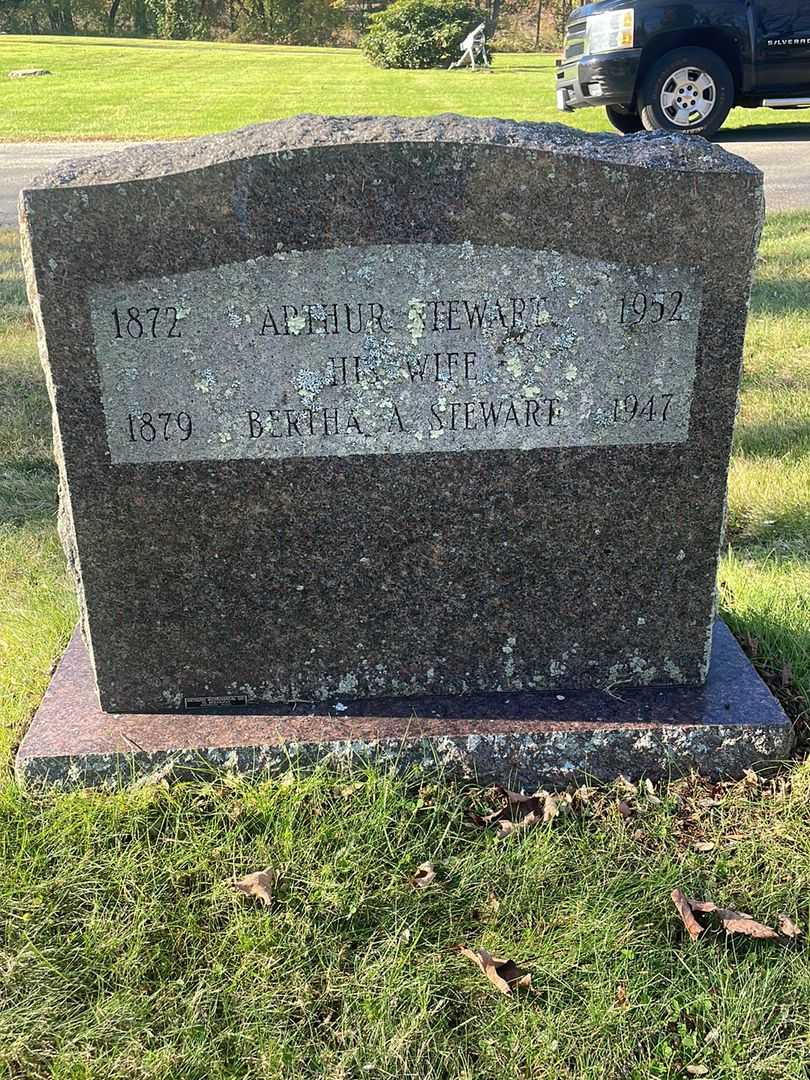 SILVERADO
1872 ARTHUR STEWART 1952
HIS WIFE
1879 BERTHA A STEWART 1947